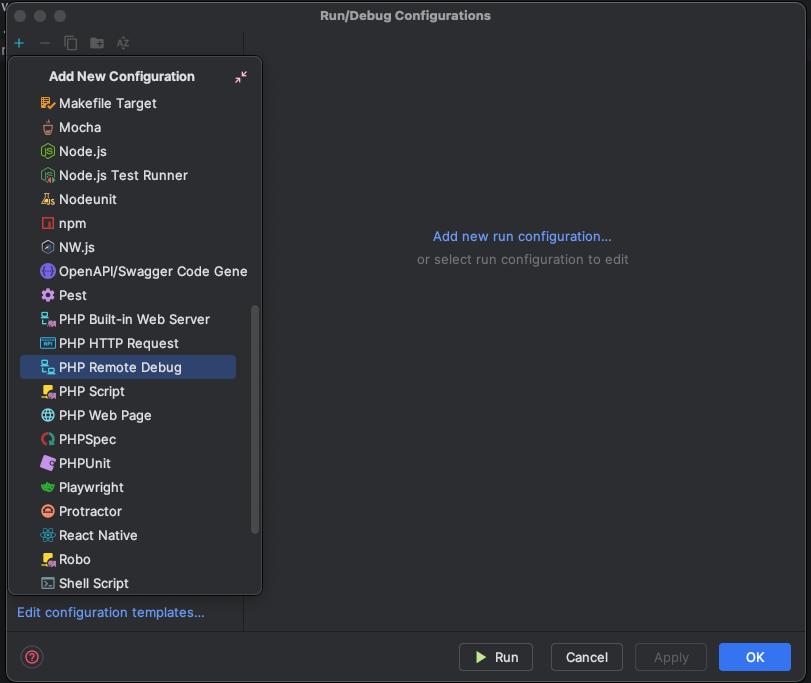 Run/Debug Configurations
Add New Configuration
Makefile Target
Mocha
Node.js
Node.js Test Runner
Nodeunit
npm
NW.js
OpenAPI/Swagger Code Gene
Pest
PHP Built-in Web Server
PHP HTTP Request
PHP Remote Debug
PHP Script
PHP Web Page
PHPSpec
PHPUnit
Playwright
Protractor
React Native
Robo
Shell Script
Add new run configuration...
or select run configuration to edit
Edit configuration templates...
Run
Cancel
Apply
OK